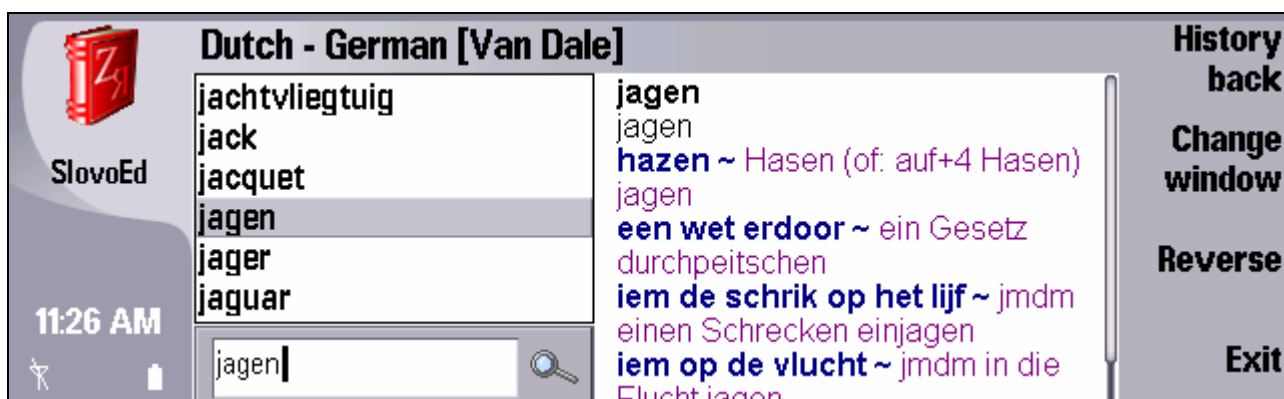 Dutch - German [Van Dale]
SlovoEd
11:26 AM
jachtvliegtuig
jack
jacquet
jagen
jager
jaguar
jagen
jagen
jagen
hazen ~ Hasen (of: auf+4 Hasen)
jagen
een wet erdoor ~ ein Gesetz
durchpeitschen
iem de schrik op het lijf ~ jmdm
einen Schrecken einjagen
iem op de vlucht ~ jmdm in die
Flucht jagen
History
back
Change
window
Reverse
Exit